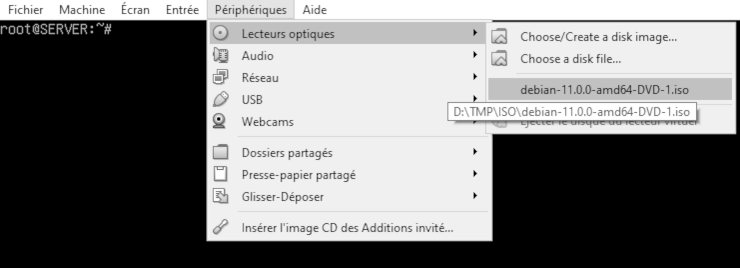 Fichier Machine Écran Entrée Périphériques Aide
root@SERVER:~#
Lecteurs optiques
Audio
Réseau
USB
Webcams
Dossiers partagés
Presse-papier partagé
Glisser-Déposer
Insérer l'image CD des Additions invité...
Choose/Create a disk image...
Choose a disk file...
debian-11.0.0-amd64-DVD-1.iso
D:\TMP\ISO\debian-11.0.0-amd64-DVD-1.iso
Éjecter le disque du lecteur virtuel